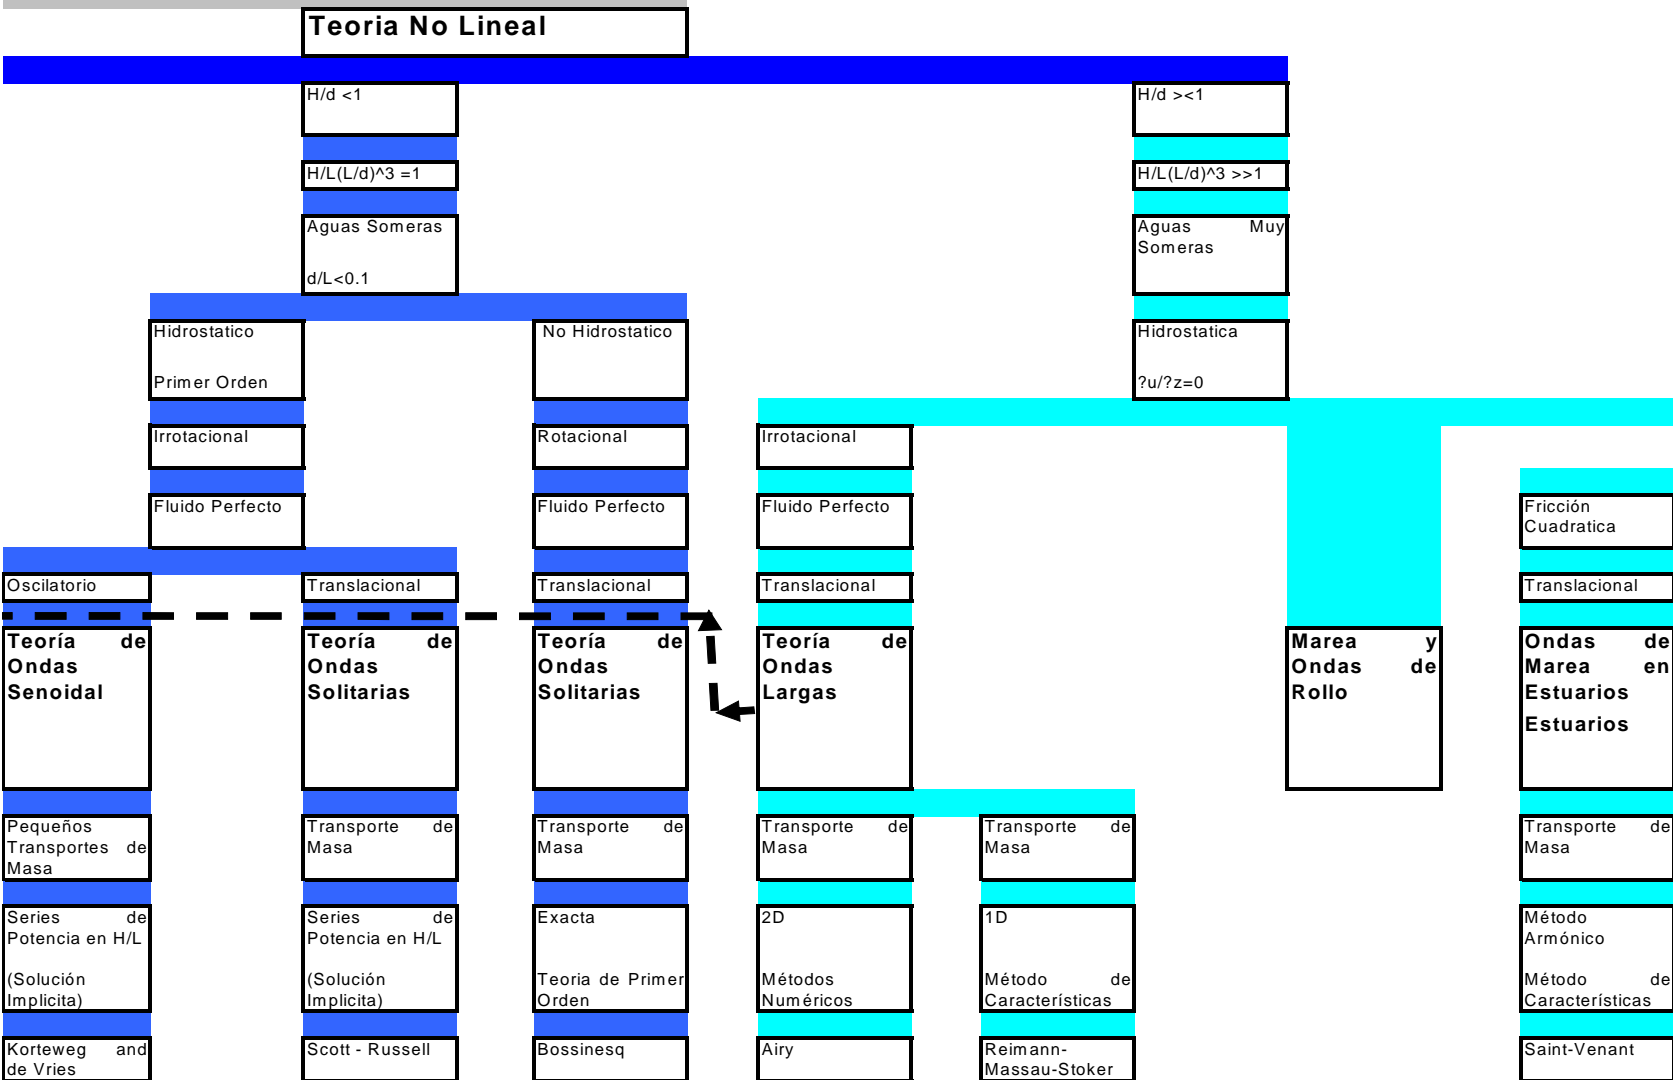 Teoria No Lineal
H/d <1
H/d ><1
H/L(L/d)^3 =1
H/L(L/d)^3 >>1
Aguas Someras
d/L<0.1
Aguas Muy
Someras
Hidrostatico
Primer Orden
No Hidrostatico
Hidrostatica
?u/?z=0
Irrotacional
Rotacional
Irrotacional
Fluido Perfecto
Fluido Perfecto
Fluido Perfecto
Fricción
Cuadratica
Oscilatorio
Translacional
Translacional
Translacional
Translacional
Teoría de
Ondas
Senoidal
Teoría de
Ondas
Solitarias
Teoría de
Ondas
Solitarias
Teoría de
Ondas
Largas
Marea y
Ondas de
Rollo
Ondas de
Marea en
Estuarios
Estuarios
Pequeños
Transportes de
Masa
Transporte de
Masa
Transporte de
Masa
Transporte de
Masa
Transporte de
Masa
Transporte de
Masa
Series de
Potencia en H/L
(Solución
Implicita)
Series de
Potencia en H/L
(Solución
Implicita)
Exacta
Teoria de Primer
Orden
2D
Métodos
Numéricos
1D
Método de
Características
Método
Armónico
Método de
Características
Korteweg and
de Vries
Scott - Russell
Bossinesq
Airy
Reimann-
Massau-Stoker
Saint-Venant